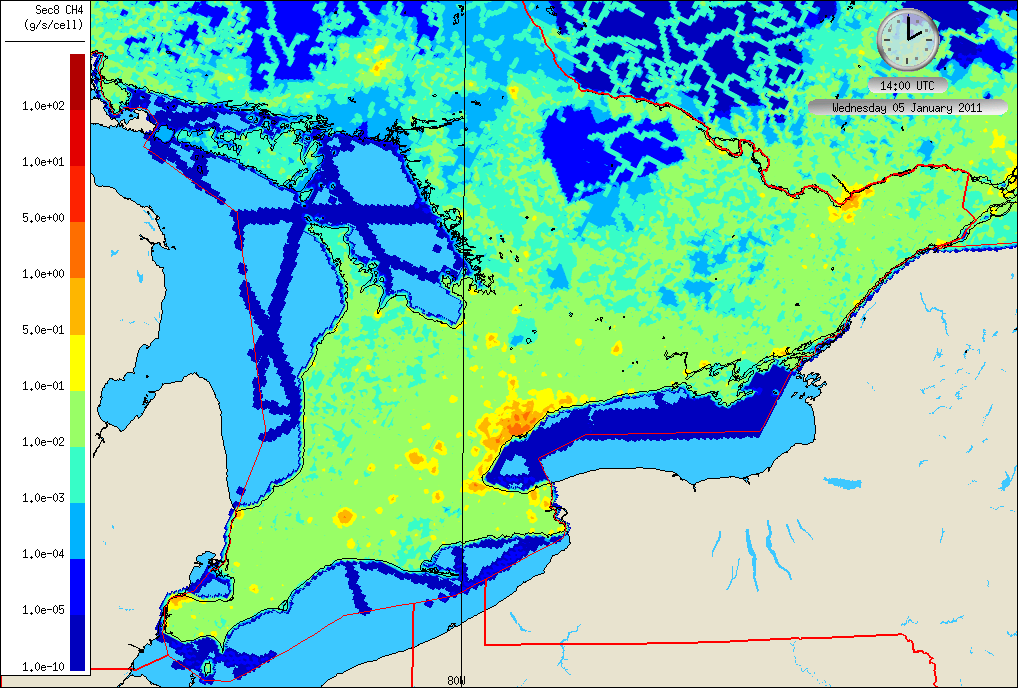 Sec8 CH4
(g/s/cell)
1.0e+02
1.0e+01
5.0e+00
1.0e+00
5.0e-01
1.0e-01
1.0e-02
1.0e-03
1.0e-04
1.0e-05
1.0e-10
14:00 UTC
Wednesday 05 January 2011
80W